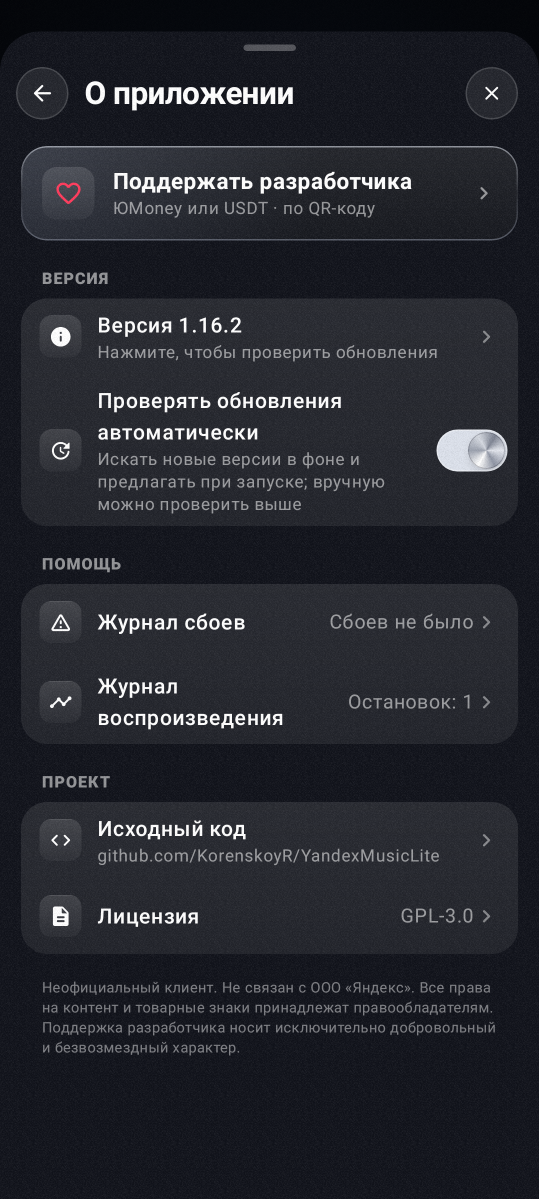 О приложении
Поддержать разработчика
ЮMoney или USDT · по QR-коду
ВЕРСИЯ
Версия 1.16.2
Нажмите, чтобы проверить обновления
Проверять обновления
автоматически
Искать новые версии в фоне и
предлагать при запуске; вручную
можно проверить выше
ПОМОЩЬ
Журнал сбоев
Сбоев не было
Журнал
воспроизведения
Остановок: 1
ПРОЕКТ
Исходный код
github.com/KorenskoyR/YandexMusicLite
Лицензия
GPL-3.0
Неофициальный клиент. Не связан с ООО «Яндекс». Все права
на контент и товарные знаки принадлежат правообладателям.
Поддержка разработчика носит исключительно добровольный
и безвозмездный характер.